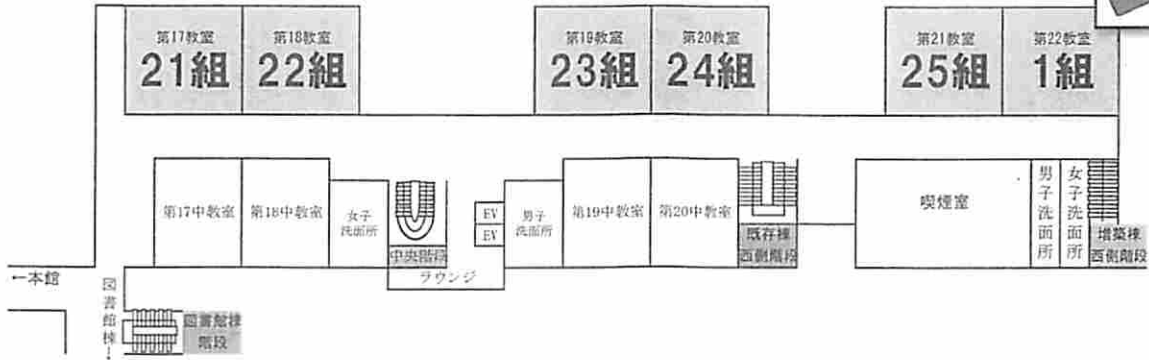 第17教室
21組
第18教室
22組
第19教室
23組
第20教室
24組
第21教室
25組
第22教室
1組
第17中教室
第18中教室
女子
洗面所
中央階段
EV
EV
男子
洗面所
第19中教室
第20中教室
既存棟
西側階段
喫煙室
男子洗面所
女子洗面所
増築棟
西側階段
ラウンジ
←本館
図書館棟→
図書館棟
階段